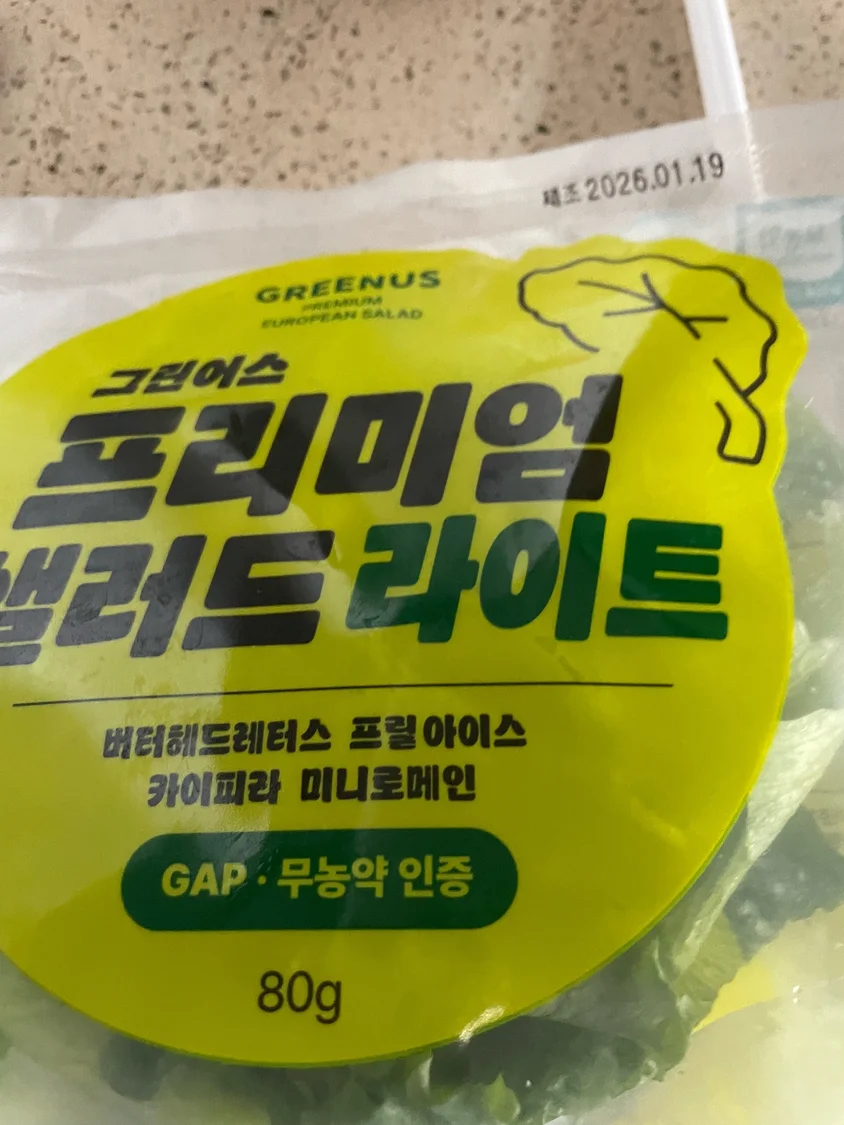 제조 2026.01.19
GREENUS
PREMIUM
EUROPEAN SALAD
그린어스
프리미엄
샐러드 라이트
버터헤드레터스 프릴아이스
카이피라 미니로메인
GAP · 무농약 인증
80g